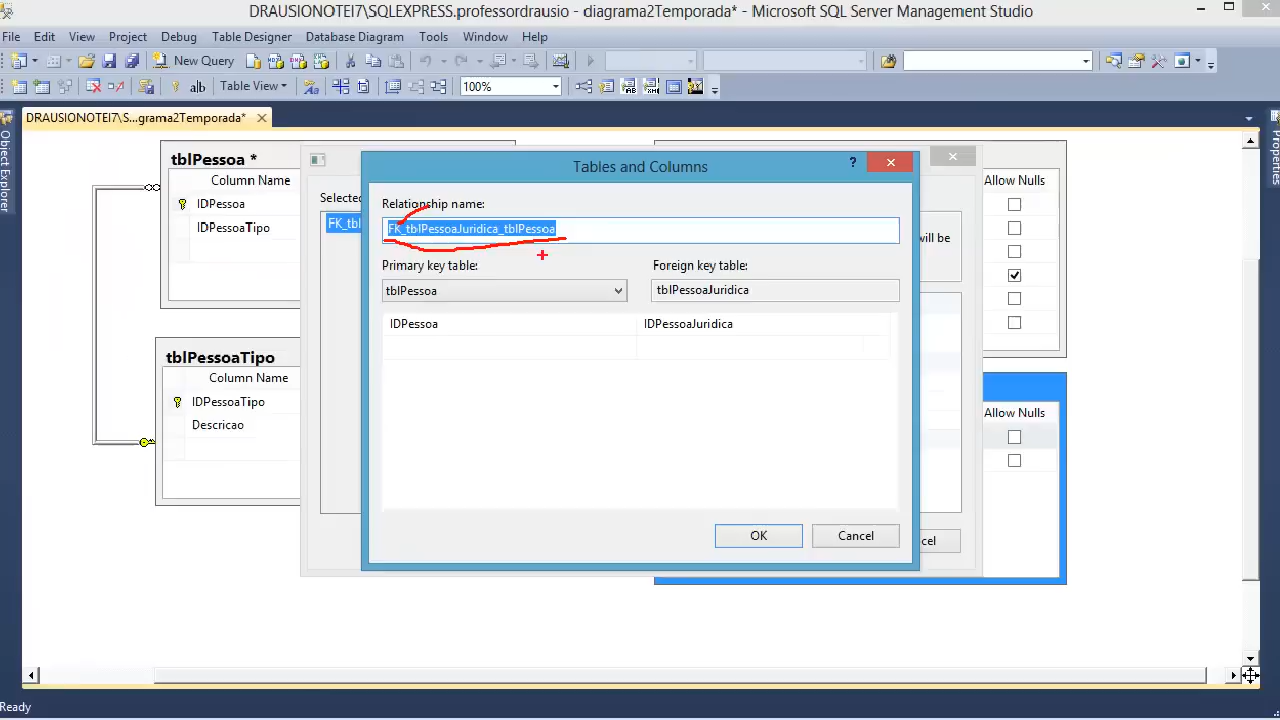 DRAUSIONOTEI7\SQLEXPRESS.professordrausio - diagrama2Temporada* - Microsoft SQL Server Management Studio
File Edit View Project Debug Table Designer Database Diagram Tools Window Help
New Query
Table View 100%
DRAUSIONOTEI7\S...grama2Temporada*
Object Explorer
Properties
tblPessoa *
Column Name
IDPessoa
IDPessoaTipo
tblPessoaTipo
Column Name
IDPessoaTipo
Descricao
Selected
FK_tbl
Tables and Columns
?
Relationship name:
FK_tblPessoaJuridica_tblPessoa
Primary key table:
Foreign key table:
tblPessoa
tblPessoaJuridica
IDPessoa
IDPessoaJuridica
OK
Cancel
will be
cel
Allow Nulls
Allow Nulls
Ready